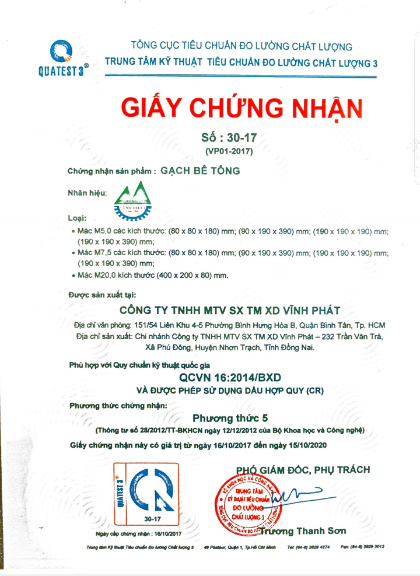 TỔNG CỤC TIÊU CHUẨN ĐO LƯỜNG CHẤT LƯỢNG
TRUNG TÂM KỸ THUẬT TIÊU CHUẨN ĐO LƯỜNG CHẤT LƯỢNG 3
QUATEST 3®
GIẤY CHỨNG NHẬN
Số : 30-17
(VP01-2017)
Chứng nhận sản phẩm : GẠCH BÊ TÔNG
Nhãn hiệu:
Loại:
• Mác M5,0 các kích thước: (80 x 80 x 180) mm; (90 x 190 x 390) mm; (190 x 190 x 190) mm;
(190 x 190 x 390) mm;
• Mác M7,5 các kích thước: (80 x 80 x 180) mm; (90 x 190 x 390) mm; (190 x 190 x 190) mm;
(190 x 190 x 390) mm;
• Mác M20,0 kích thước (400 x 200 x 80) mm.
Được sản xuất tại:
CÔNG TY TNHH MTV SX TM XD VĨNH PHÁT
Địa chỉ văn phòng: 151/54 Liên Khu 4-5 Phường Bình Hưng Hòa B, Quận Bình Tân, Tp. HCM
Địa chỉ sản xuất: Chi nhánh Công ty TNHH MTV SX TM XD Vĩnh Phát – 232 Trần Văn Trà,
Xã Phú Đông, Huyện Nhơn Trạch, Tỉnh Đồng Nai.
Phù hợp với Quy chuẩn kỹ thuật quốc gia
QCVN 16:2014/BXD
VÀ ĐƯỢC PHÉP SỬ DỤNG DẤU HỢP QUY (CR)
Phương thức chứng nhận:
Phương thức 5
(Thông tư số 28/2012/TT-BKHCN ngày 12/12/2012 của Bộ Khoa học và Công nghệ)
Giấy chứng nhận này có giá trị từ ngày 16/10/2017 đến ngày 15/10/2020
PHÓ GIÁM ĐỐC, PHỤ TRÁCH
QUATEST 3
30-17
TRUNG TÂM
KỸ THUẬT TIÊU CHUẨN
ĐO LƯỜNG
CHẤT LƯỢNG 3
Ngày cấp chứng nhận : 16/10/2017
Trương Thanh Sơn
Trung tâm Kỹ thuật Tiêu chuẩn Đo lường Chất lượng 3 49 Pasteur, Quận 1, Tp Hồ Chí Minh